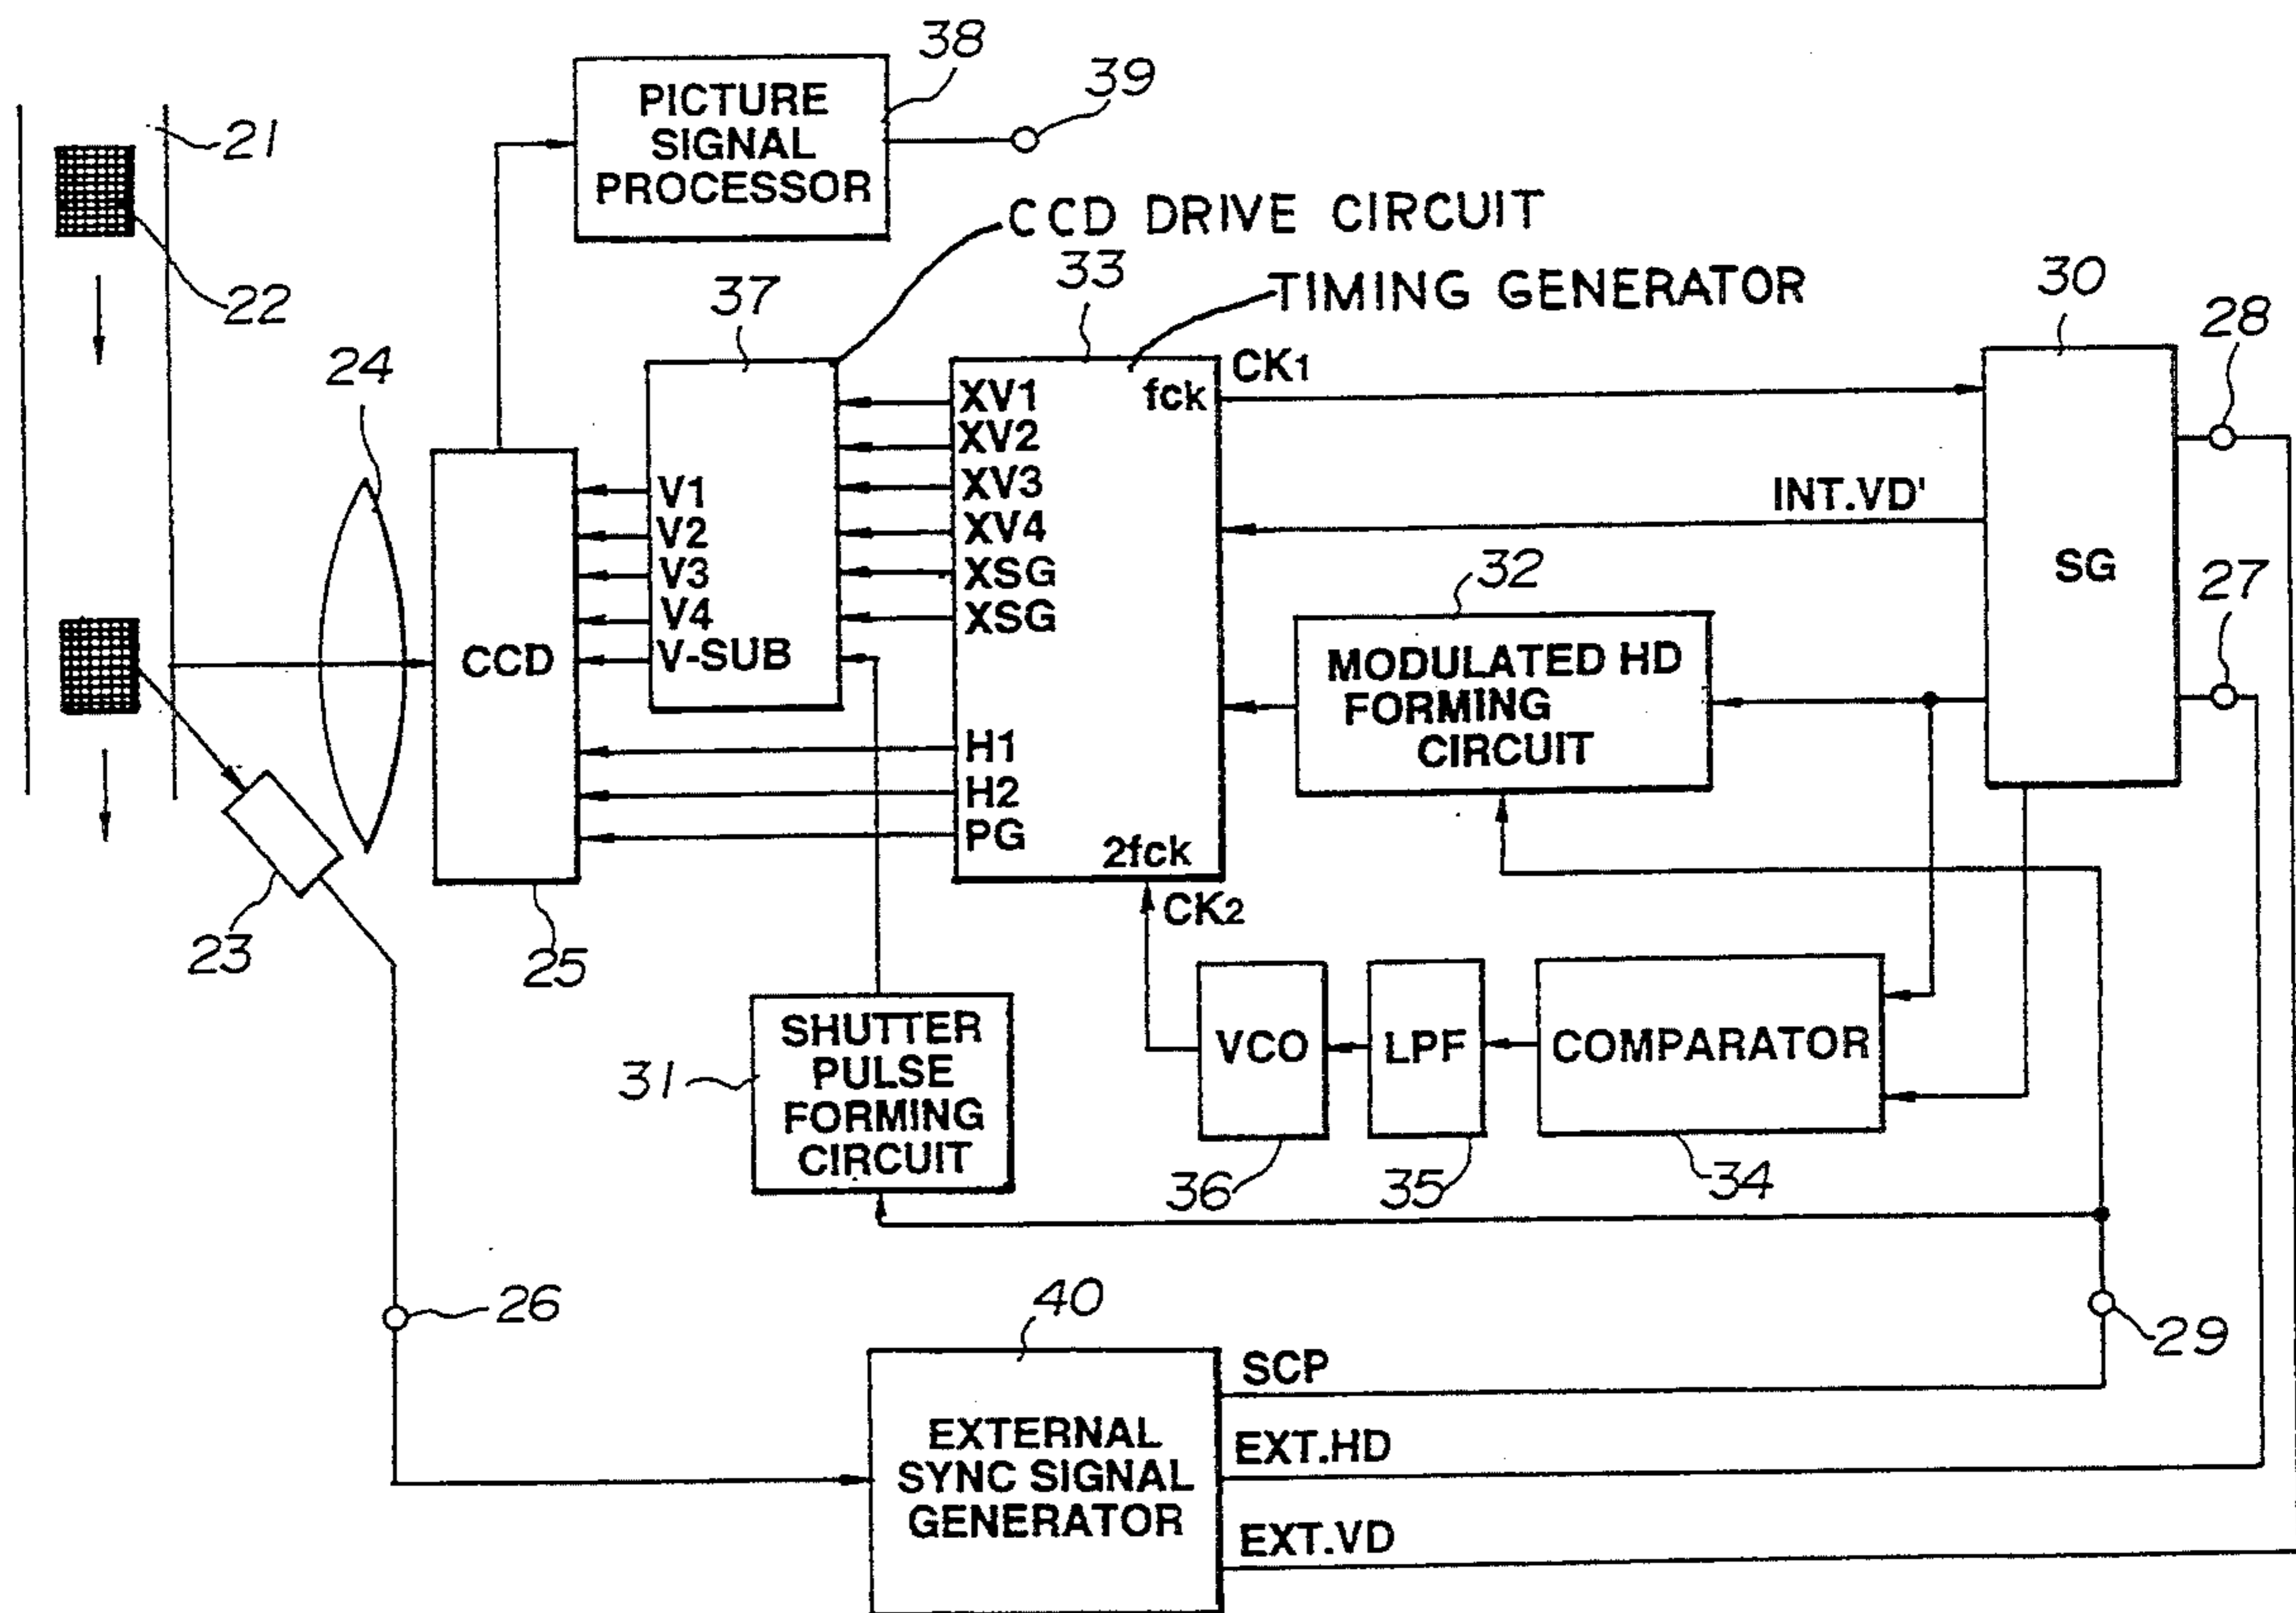 38
39
PICTURE
SIGNAL
PROCESSOR
21
22
CCD DRIVE CIRCUIT
33
TIMING GENERATOR
37
30
28
24
CK1
fck
XV1
XV2
XV3
XV4
XSG
XSG
V1
V2
V3
V4
V-SUB
CCD
INT.VD'
SG
32
27
MODULATED HD
FORMING
CIRCUIT
H1
H2
PG
2fck
CK2
23
25
SHUTTER
PULSE
FORMING
CIRCUIT
31
VCO
LPF
COMPARATOR
36
35
34
26
40
29
SCP
EXT.HD
EXT.VD
EXTERNAL
SYNC SIGNAL
GENERATOR